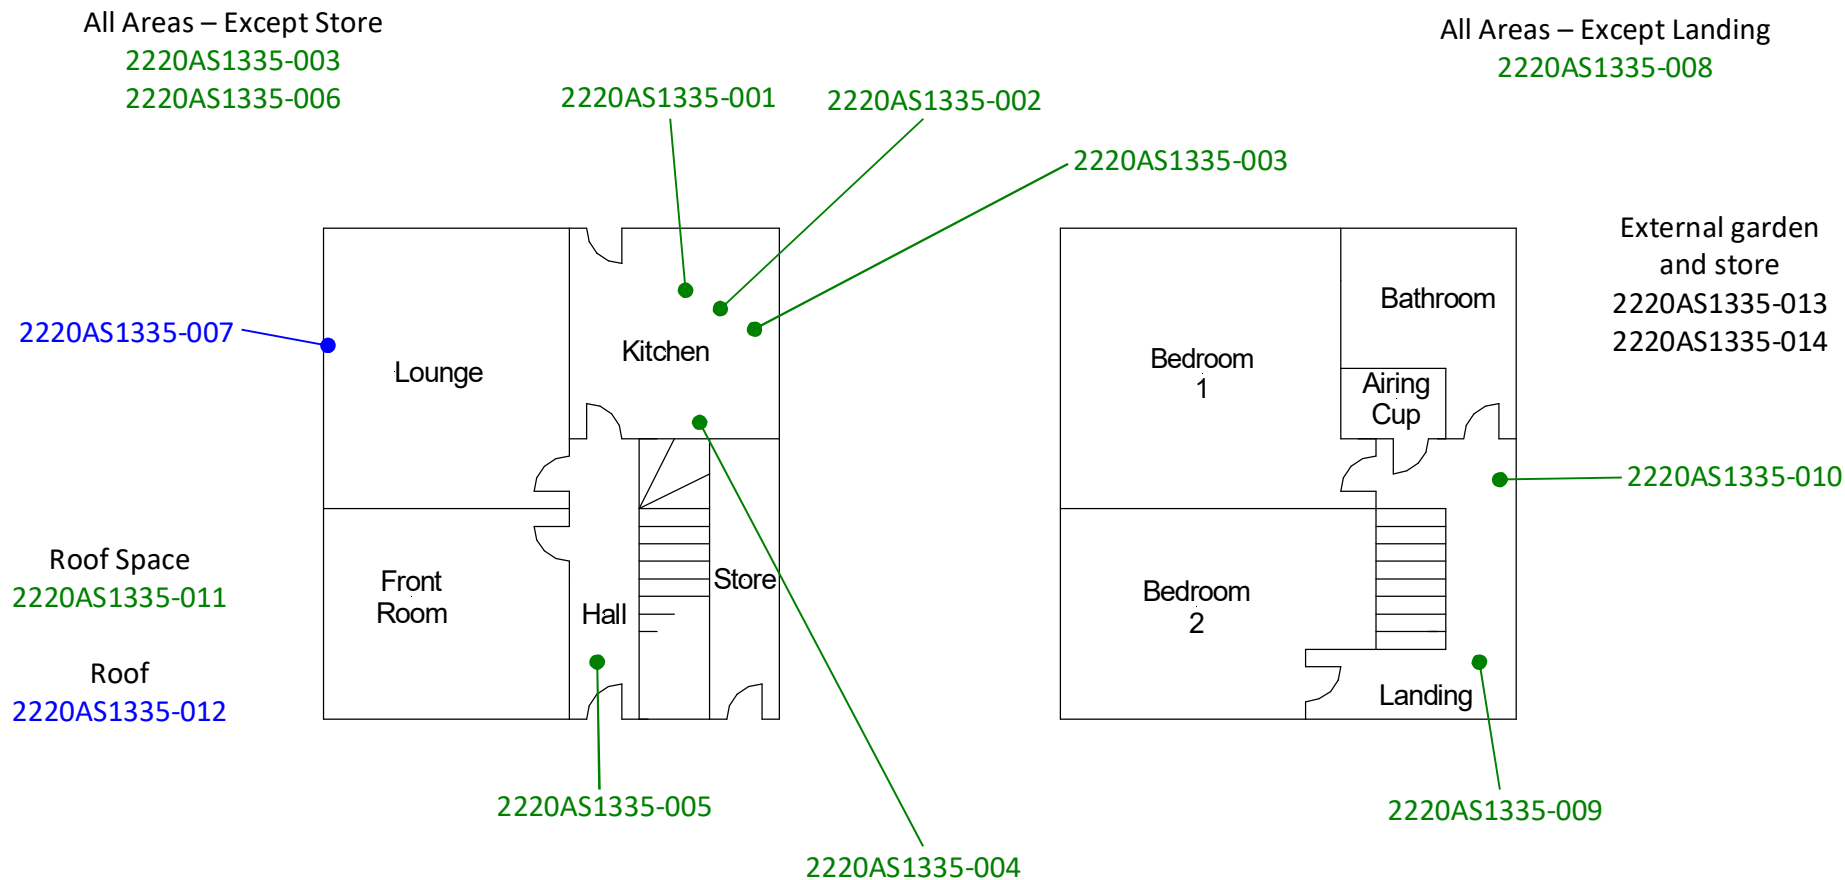 All Areas – Except Store
2220AS1335-003
2220AS1335-006
All Areas – Except Landing
2220AS1335-008
2220AS1335-001
2220AS1335-002
2220AS1335-003
External garden
and store
2220AS1335-013
2220AS1335-014
2220AS1335-007
Lounge
Kitchen
Bedroom
1
Bathroom
Airing
Cup
2220AS1335-010
Roof Space
2220AS1335-011
Roof
2220AS1335-012
Front
Room
Hall
Store
Bedroom
2
Landing
2220AS1335-005
2220AS1335-004
2220AS1335-009